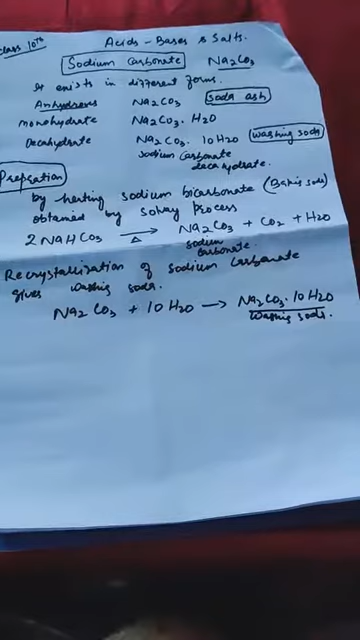 class 10th
Acids - Bases & Salts.
Sodium Carbonate Na2CO3
It exists in different forms.
Anhydrous Na2CO3 soda ash
monohydrate Na2CO3. H2O
Decahydrate Na2CO3. 10H2O washing soda
sodium carbonate
decahydrate.
Prepration
by heating sodium bicarbonate (Baking soda)
obtained by solvay process
2NaHCO3 → Na2CO3 + CO2 + H2O
Δ sodium
carbonate.
Recrystallization of sodium carbonate
gives washing soda.
Na2CO3 + 10H2O → Na2CO3.10H2O
washing soda.